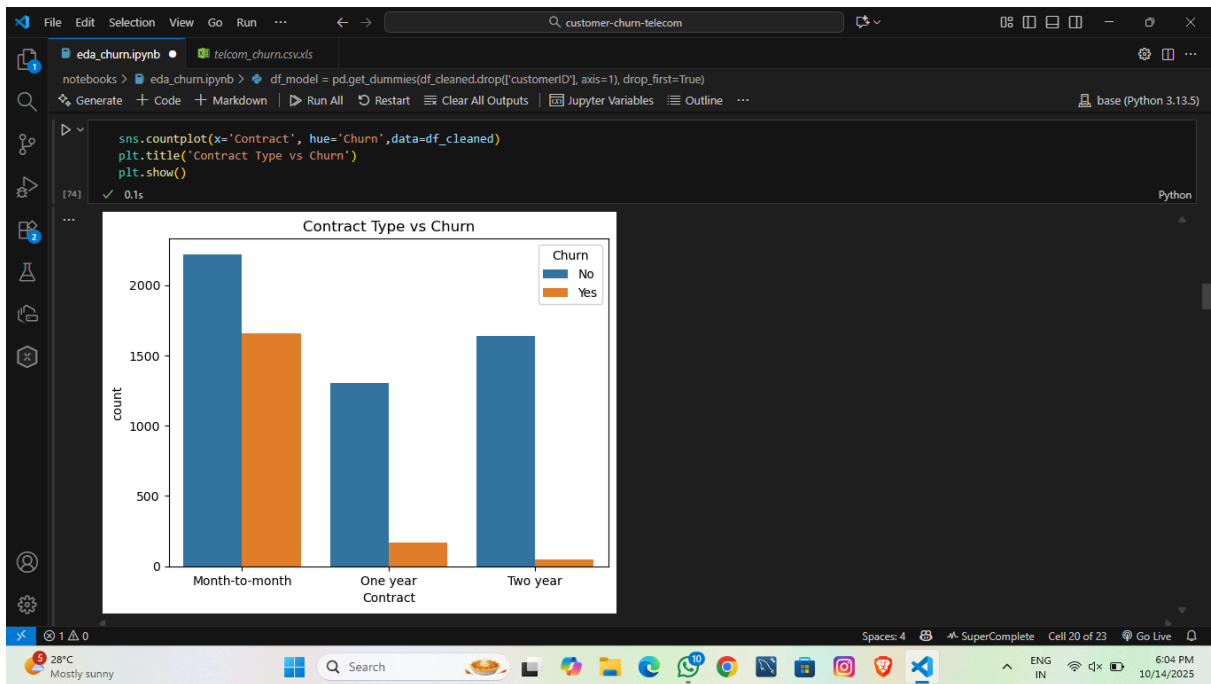 File Edit Selection View Go Run ···
customer-churn-telecom
eda_churn.ipynb
telcom_churn.csv.xls
notebooks > eda_churn.ipynb > df_model = pd.get_dummies(df_cleaned.drop(['customerID'], axis=1), drop_first=True)
Generate + Code + Markdown | Run All Restart Clear All Outputs | Jupyter Variables Outline ···
base (Python 3.13.5)
sns.countplot(x='Contract', hue='Churn',data=df_cleaned)
plt.title('Contract Type vs Churn')
plt.show()
[74] ✓ 0.1s
Python
Contract Type vs Churn
Churn
No
Yes
2000
1500
1000
500
0
count
Month-to-month One year Two year
Contract
1
2
1 0
Spaces: 4 SuperComplete Cell 20 of 23 Go Live
5
28°C
Mostly sunny
Search
10
ENG
IN
6:04 PM
10/14/2025